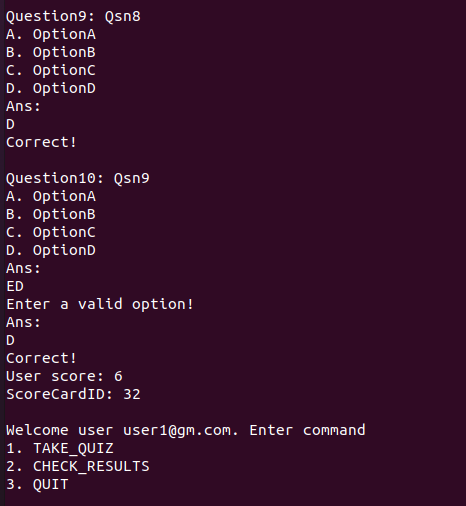 Question9: Qsn8
A. OptionA
B. OptionB
C. OptionC
D. OptionD
Ans:
D
Correct!
Question10: Qsn9
A. OptionA
B. OptionB
C. OptionC
D. OptionD
Ans:
ED
Enter a valid option!
Ans:
D
Correct!
User score: 6
ScoreCardID: 32
Welcome user user1@gm.com. Enter command
1. TAKE_QUIZ
2. CHECK_RESULTS
3. QUIT